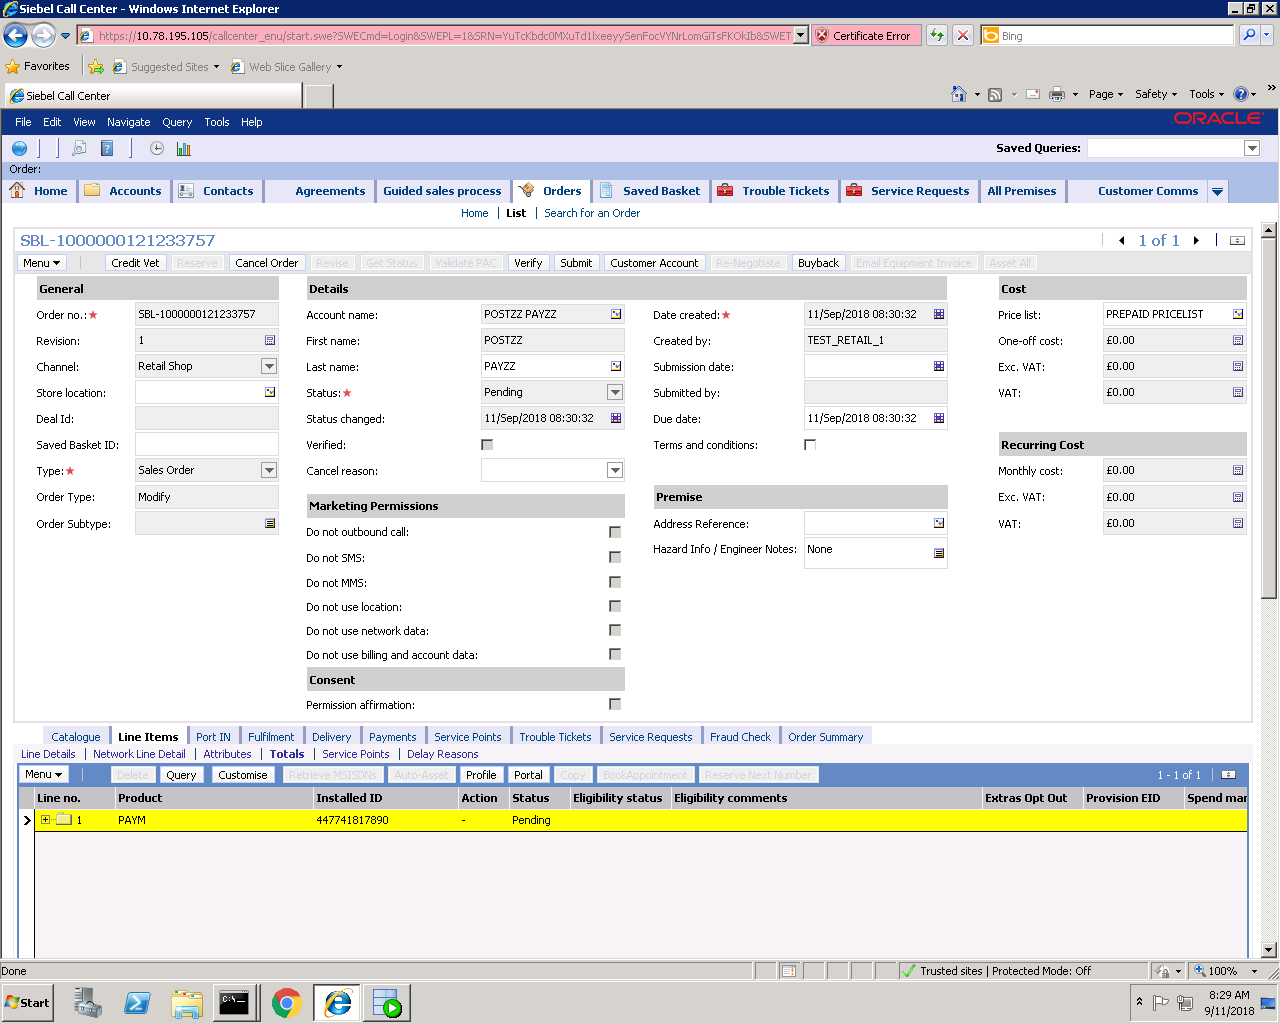 Siebel Call Center - Windows Internet Explorer
https://10.78.195.105/callcenter_enu/start.swe?SWECmd=Login&SWEPL=1&SRN= Certificate Error Bing
Favorites Suggested Sites Web Slice Gallery
Siebel Call Center Page Safety Tools
File Edit View Navigate Query Tools Help ORACLE
Saved Queries:
Order:
Home Accounts Contacts Agreements Guided sales process Orders Saved Basket Trouble Tickets Service Requests All Premises Customer Comms
Home List Search for an Order
SBL-1000000121233757 1 of 1
Menu Credit Vet Reserve Cancel Order Revise Get Status Validate PAC Verify Submit Customer Account Re-Negotiate Buyback Email Equipment Invoice Asset All
General Details Cost
Order no.:★ SBL-1000000121233757 Account name: POSTZZ PAYZZ Date created:★ 11/Sep/2018 08:30:32 Price list: PREPAID PRICELIST
Revision: 1 First name: POSTZZ Created by: TEST_RETAIL_1 One-off cost: £0.00
Channel: Retail Shop Last name: PAYZZ Submission date: Exc. VAT: £0.00
Store location: Status:★ Pending Submitted by: VAT: £0.00
Deal Id: Status changed: 11/Sep/2018 08:30:32 Due date: 11/Sep/2018 08:30:32
Saved Basket ID: Verified: Terms and conditions: Recurring Cost
Type:★ Sales Order Cancel reason: Monthly cost: £0.00
Order Type: Modify Marketing Permissions Premise Exc. VAT: £0.00
Order Subtype: Do not outbound call: Address Reference: VAT: £0.00
Do not SMS: Hazard Info / Engineer Notes: None
Do not MMS:
Do not use location:
Do not use network data:
Do not use billing and account data:
Consent
Permission affirmation:
Catalogue Line Items Port IN Fulfilment Delivery Payments Service Points Trouble Tickets Service Requests Fraud Check Order Summary
Line Details Network Line Detail Attributes Totals Service Points Delay Reasons
Menu Delete Query Customise Retrieve MSISDNs Auto-Asset Profile Portal Copy BookAppointment Reserve Next Number 1 - 1 of 1
Line no. Product Installed ID Action Status Eligibility status Eligibility comments Extras Opt Out Provision EID Spend mar
1 PAYM 447741817890 - Pending
Done Trusted sites | Protected Mode: Off 100%
Start 8:29 AM
9/11/2018